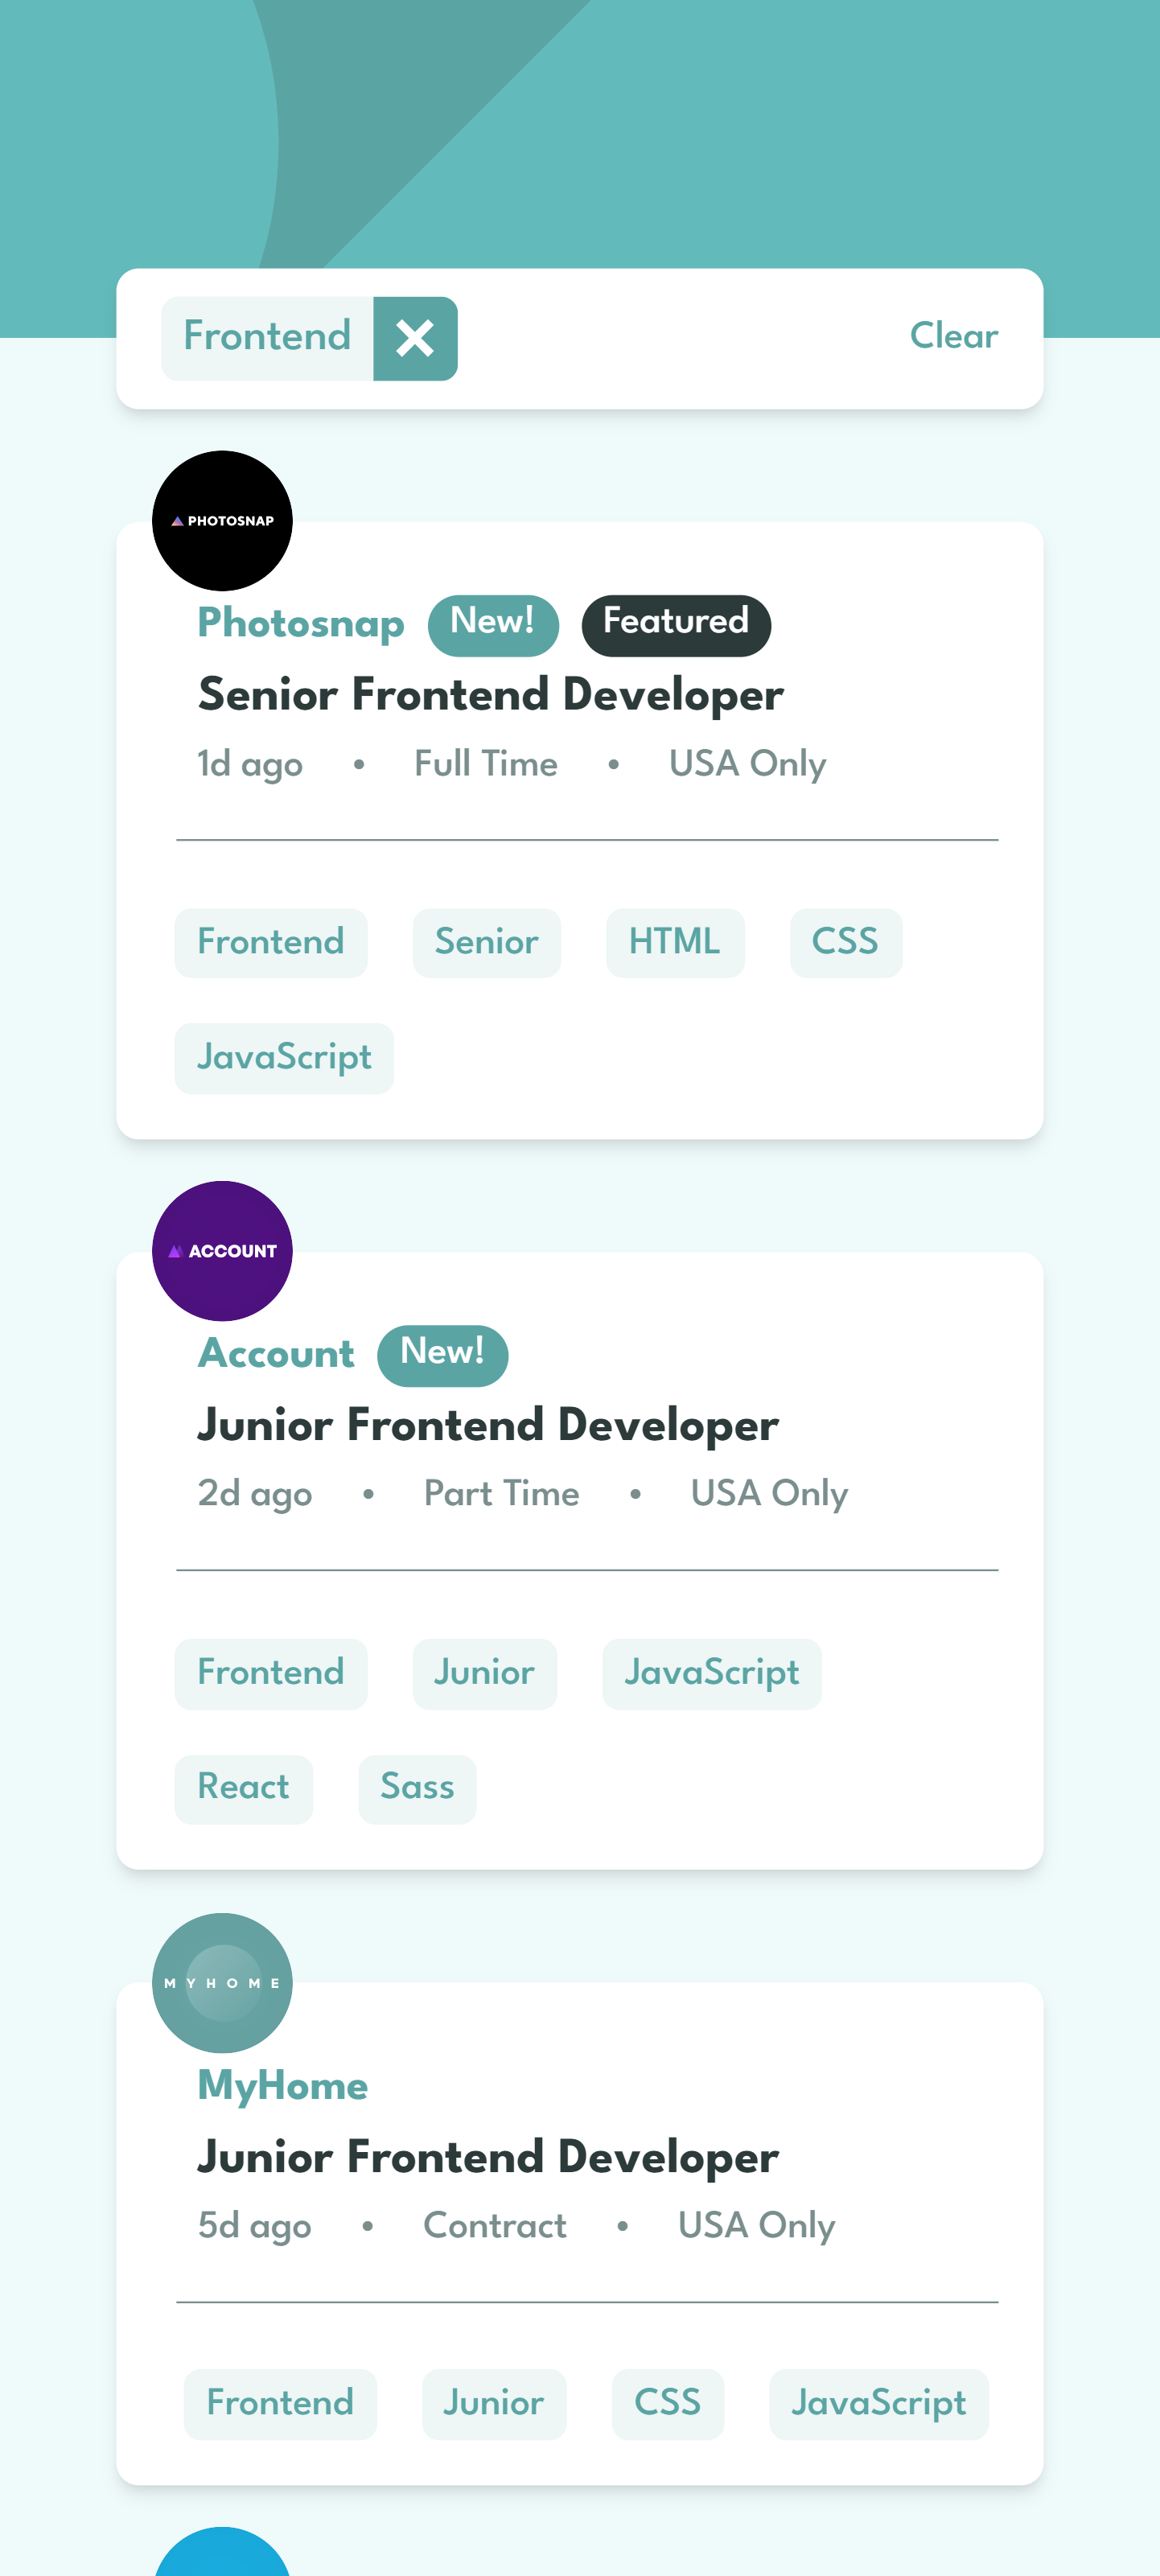 Frontend Clear
PHOTOSNAP
Photosnap New! Featured
Senior Frontend Developer
1d ago • Full Time • USA Only
Frontend Senior HTML CSS
JavaScript
ACCOUNT
Account New!
Junior Frontend Developer
2d ago • Part Time • USA Only
Frontend Junior JavaScript
React Sass
MYHOME
MyHome
Junior Frontend Developer
5d ago • Contract • USA Only
Frontend Junior CSS JavaScript